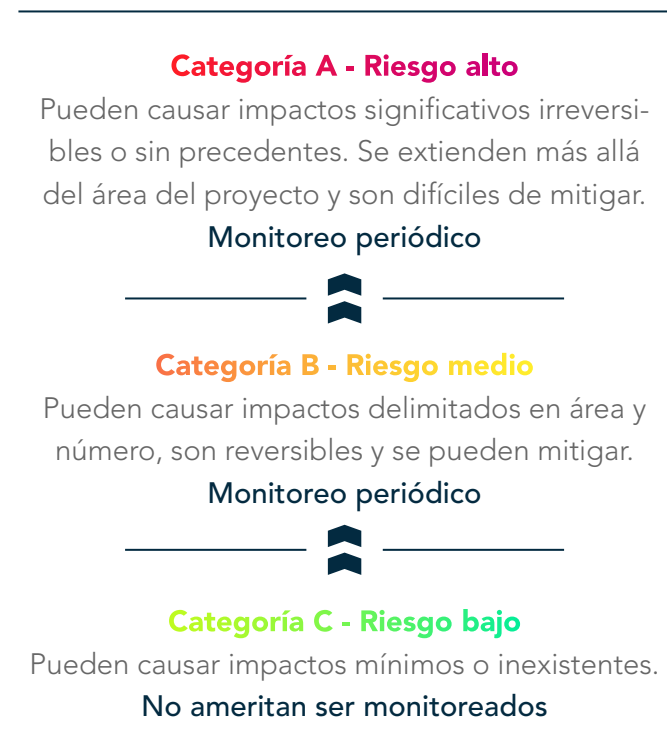 Categoría A - Riesgo alto
Pueden causar impactos significativos irreversi-
bles o sin precedentes. Se extienden más allá
del área del proyecto y son difíciles de mitigar.
Monitoreo periódico
Categoría B - Riesgo medio
Pueden causar impactos delimitados en área y
número, son reversibles y se pueden mitigar.
Monitoreo periódico
Categoría C - Riesgo bajo
Pueden causar impactos mínimos o inexistentes.
No ameritan ser monitoreados